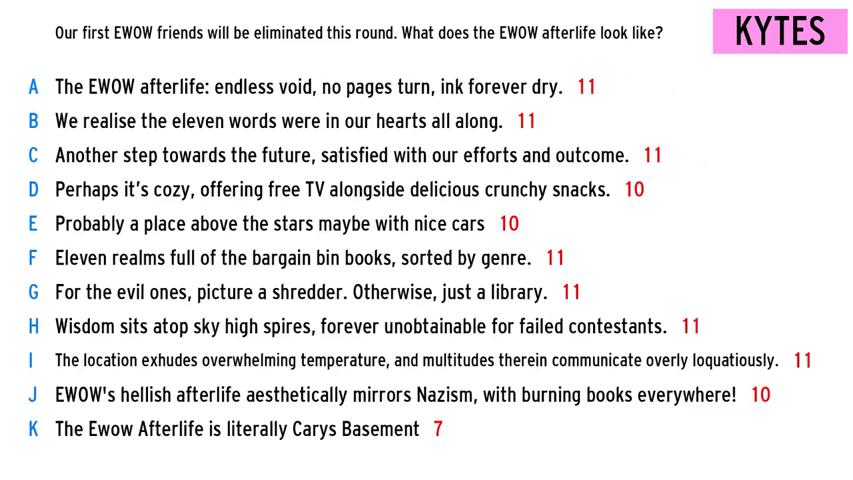 Our first EWOW friends will be eliminated this round. What does the EWOW afterlife look like?
KYTES
A The EWOW afterlife: endless void, no pages turn, ink forever dry. 11
B We realise the eleven words were in our hearts all along. 11
C Another step towards the future, satisfied with our efforts and outcome. 11
D Perhaps it's cozy, offering free TV alongside delicious crunchy snacks. 10
E Probably a place above the stars maybe with nice cars 10
F Eleven realms full of the bargain bin books, sorted by genre. 11
G For the evil ones, picture a shredder. Otherwise, just a library. 11
H Wisdom sits atop sky high spires, forever unobtainable for failed contestants. 11
I The location exhudes overwhelming temperature, and multitudes therein communicate overly loquatiously. 11
J EWOW's hellish afterlife aesthetically mirrors Nazism, with burning books everywhere! 10
K The Ewow Afterlife is literally Carys Basement 7